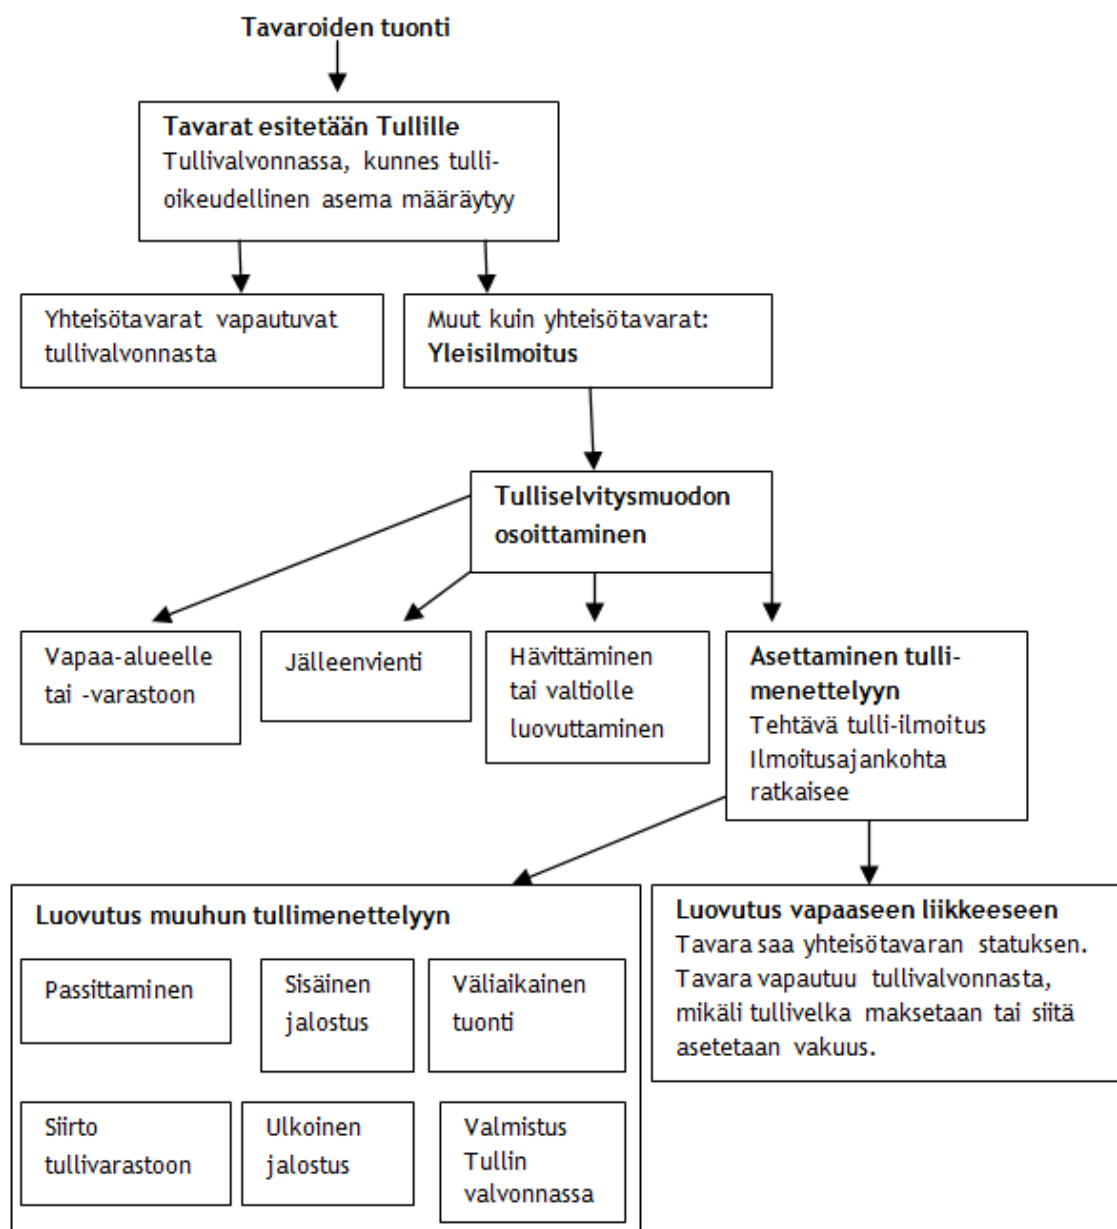 Tavaroiden tuonti
Tavarat esitetään Tullille
Tullivalvonnassa, kunnes tulli-
oikeudellinen asema määräytyy
Yhteisötavarat vapautuvat
tullivalvonnasta
Muut kuin yhteisötavarat:
Yleisilmoitus
Tulliselvitysmuodon
osoittaminen
Vapaa-alueelle
tai -varastoon
Jälleenvienti
Hävittäminen
tai valtiolle
luovuttaminen
Asettaminen tulli-
menettelyyn
Tehtävä tulli-ilmoitus
Ilmoitusajankohta
ratkaisee
Luovutus muuhun tullimenettelyyn
Passittaminen
Sisäinen
jalostus
Väliaikainen
tuonti
Siirto
tullivarastoon
Ulkoinen
jalostus
Valmistus
Tullin
valvonnassa
Luovutus vapaaseen liikkeeseen
Tavara saa yhteisötavaran statuksen.
Tavara vapautuu tullivalvonnasta,
mikäli tullivelka maksetaan tai siitä
asetetaan vakuus.